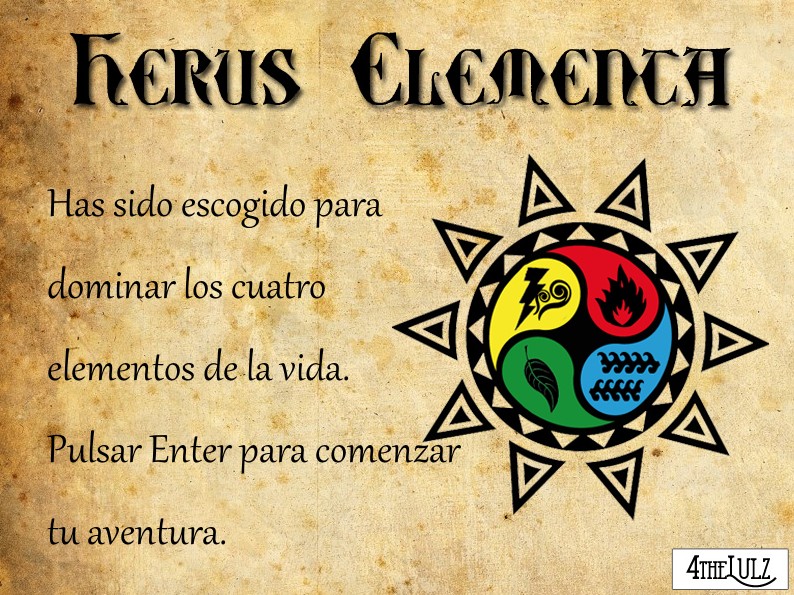 Herus Elementa
Has sido escogido para
dominar los cuatro
elementos de la vida.
Pulsar Enter para comenzar
tu aventura.
4theLulz